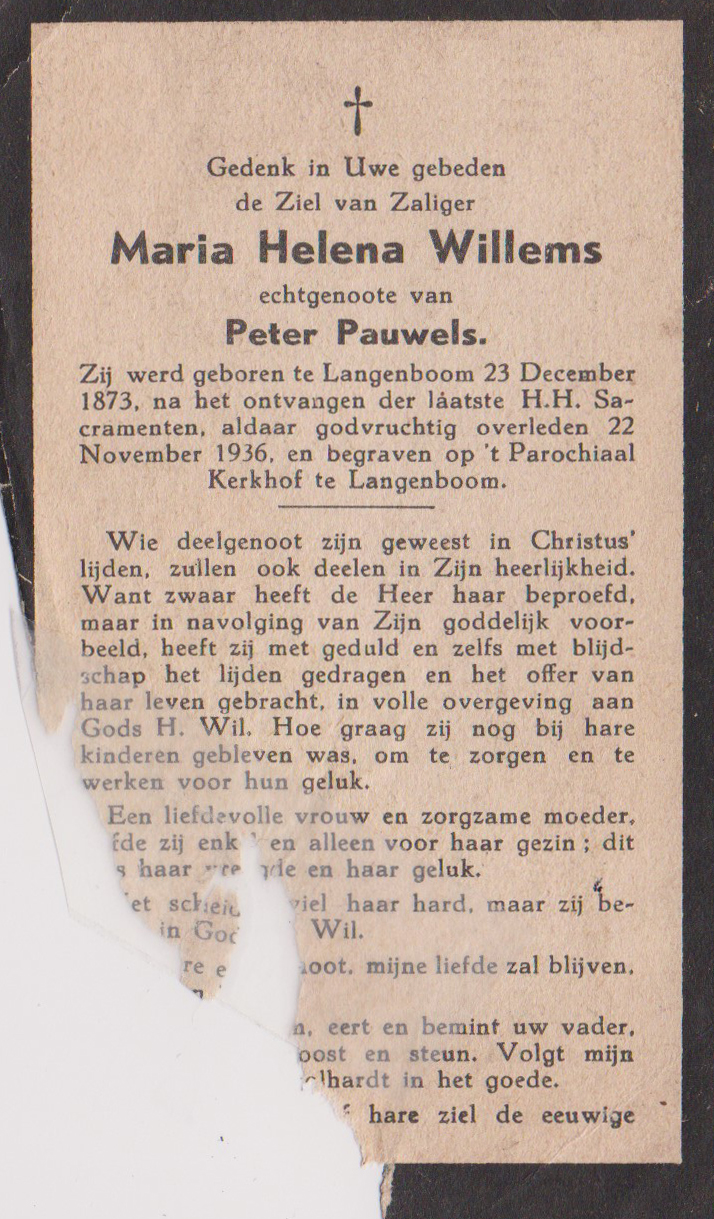 Gedenk in Uwe gebeden
de Ziel van Zaliger
Maria Helena Willems
echtgenoote van
Peter Pauwels.
Zij werd geboren te Langenboom 23 December
1873, na het ontvangen der láatste H.H. Sa-
cramenten, aldaar godvruchtig overleden 22
November 1936, en begraven op 't Parochiaal
Kerkhof te Langenboom.
Wie deelgenoot zijn geweest in Christus'
lijden, zullen ook deelen in Zijn heerlijkheid.
Want zwaar heeft de Heer haar beproefd,
maar in navolging van Zijn goddelijk voor-
beeld, heeft zij met geduld en zelfs met blijd-
schap het lijden gedragen en het offer van
haar leven gebracht, in volle overgeving aan
Gods H. Wil. Hoe graag zij nog bij hare
kinderen gebleven was, om te zorgen en te
werken voor hun geluk.
Een liefdevolle vrouw en zorgzame moeder,
zij en alleen voor haar gezin ; dit
haar en haar geluk.
haar hard, maar zij be-
in Wil.
mijne liefde zal blijven,
eert en bemint uw vader,
en steun. Volgt mijn
in het goede.
hare ziel de eeuwige